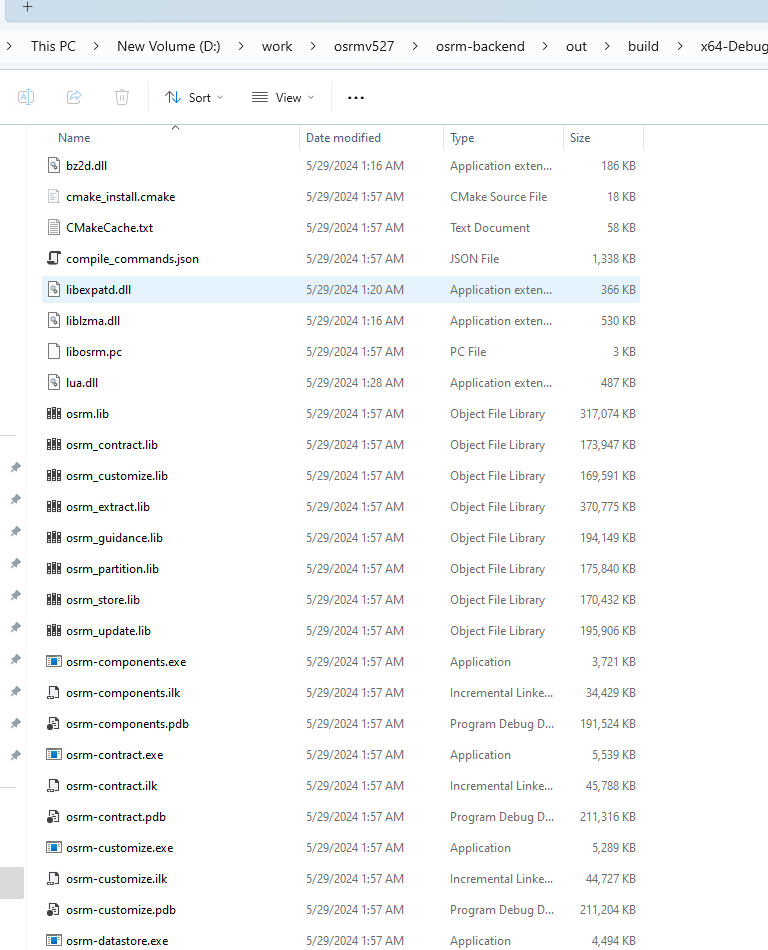 This PC > New Volume (D:) > work > osrmv527 > osrm-backend > out > build > x64-Debug
Sort View
Name Date modified Type Size
bz2d.dll 5/29/2024 1:16 AM Application exten... 186 KB
cmake_install.cmake 5/29/2024 1:57 AM CMake Source File 18 KB
CMakeCache.txt 5/29/2024 1:57 AM Text Document 58 KB
compile_commands.json 5/29/2024 1:57 AM JSON File 1,338 KB
libexpatd.dll 5/29/2024 1:20 AM Application exten... 366 KB
liblzma.dll 5/29/2024 1:16 AM Application exten... 530 KB
libosrm.pc 5/29/2024 1:57 AM PC File 3 KB
lua.dll 5/29/2024 1:28 AM Application exten... 487 KB
osrm.lib 5/29/2024 1:57 AM Object File Library 317,074 KB
osrm_contract.lib 5/29/2024 1:57 AM Object File Library 173,947 KB
osrm_customize.lib 5/29/2024 1:57 AM Object File Library 169,591 KB
osrm_extract.lib 5/29/2024 1:57 AM Object File Library 370,775 KB
osrm_guidance.lib 5/29/2024 1:57 AM Object File Library 194,149 KB
osrm_partition.lib 5/29/2024 1:57 AM Object File Library 175,840 KB
osrm_store.lib 5/29/2024 1:57 AM Object File Library 170,432 KB
osrm_update.lib 5/29/2024 1:57 AM Object File Library 195,906 KB
osrm-components.exe 5/29/2024 1:57 AM Application 3,721 KB
osrm-components.ilk 5/29/2024 1:57 AM Incremental Linke... 34,429 KB
osrm-components.pdb 5/29/2024 1:57 AM Program Debug D... 191,524 KB
osrm-contract.exe 5/29/2024 1:57 AM Application 5,539 KB
osrm-contract.ilk 5/29/2024 1:57 AM Incremental Linke... 45,788 KB
osrm-contract.pdb 5/29/2024 1:57 AM Program Debug D... 211,316 KB
osrm-customize.exe 5/29/2024 1:57 AM Application 5,289 KB
osrm-customize.ilk 5/29/2024 1:57 AM Incremental Linke... 44,727 KB
osrm-customize.pdb 5/29/2024 1:57 AM Program Debug D... 211,204 KB
osrm-datastore.exe 5/29/2024 1:57 AM Application 4,494 KB